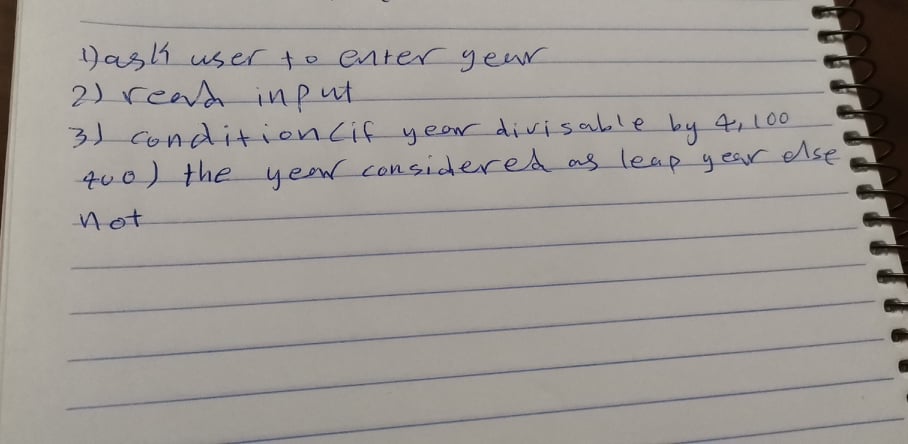 1) ask user to enter year
2) read input
3) condition (if year divisable by 4, 100
400) the year considered as leap year else
not